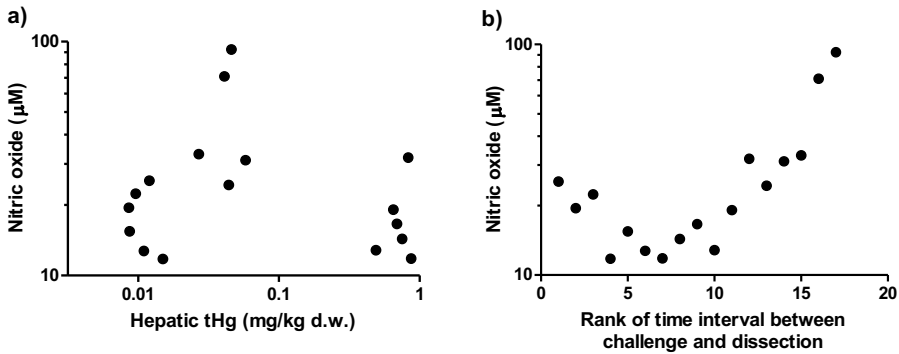 a)
100
10
Nitric oxide (μM)
0.01
0.1
1
Hepatic tHg (mg/kg d.w.)
b)
100
10
Nitric oxide (μM)
0
5
10
15
20
Rank of time interval between
challenge and dissection